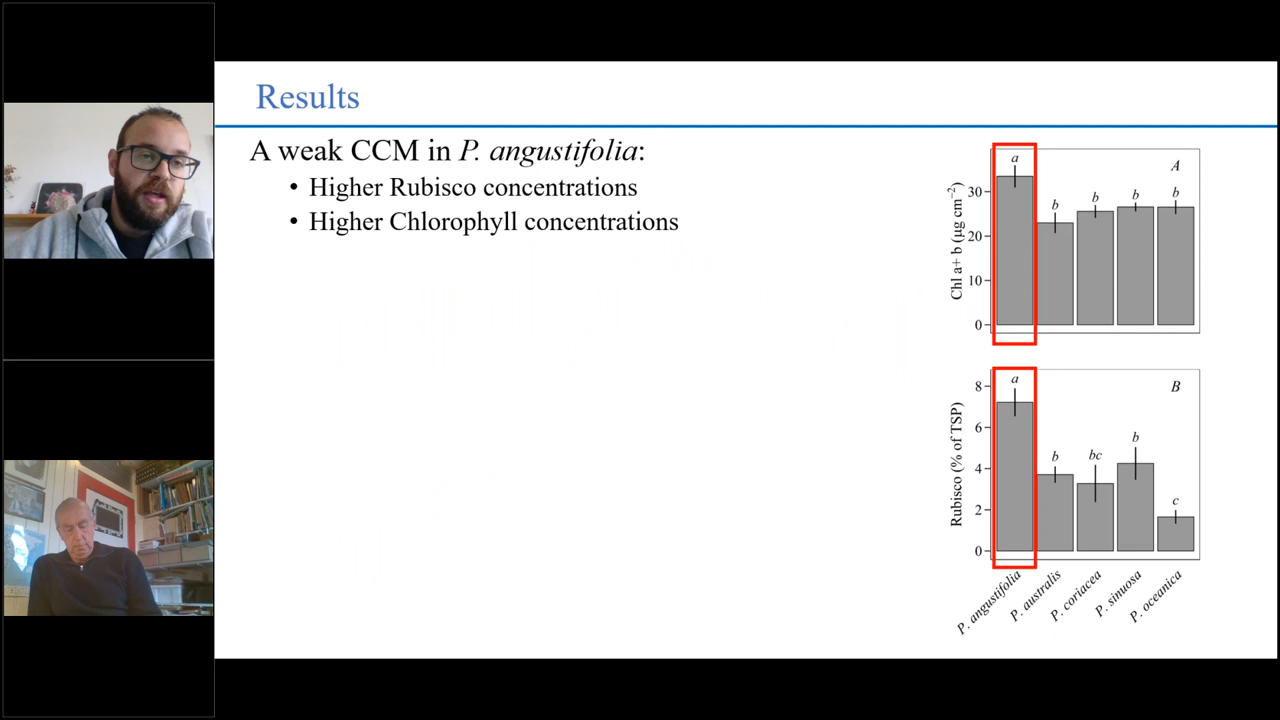 Results
A weak CCM in P. angustifolia:
• Higher Rubisco concentrations
• Higher Chlorophyll concentrations
Chl a+ b (μg cm⁻²)
30
20
10
0
a
b
b
b
b
A
Rubisco (% of TSP)
8
6
4
2
0
a
b
bc
b
c
B
P. angustifolia
P. australis
P. coriacea
P. sinuosa
P. oceanica